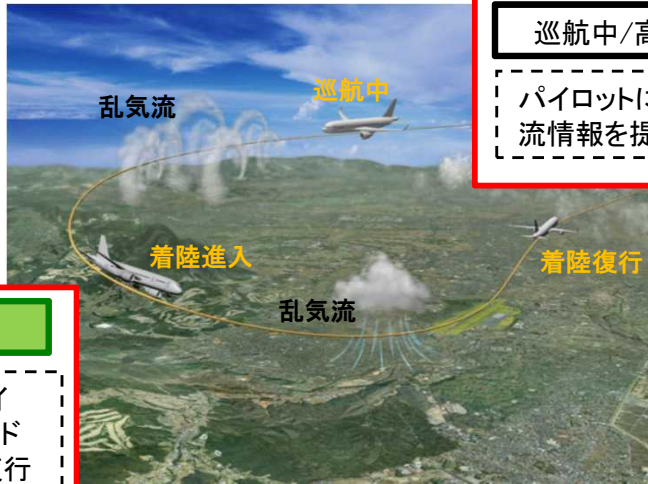 巡航中/高
パイロットに
流情報を提
巡航中
乱気流
着陸進入
着陸復行
乱気流
イ
ド
行